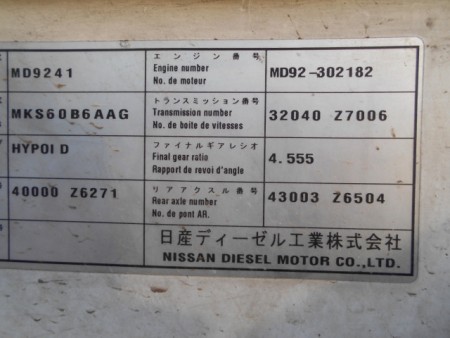 MD9241
エンジン番号
Engine number
No. de moteur
MD92-302182
MKS60B6AAG
トランスミッション番号
Transmission number
No. de boite de vitesses
32040 Z7006
HYPOID
ファイナルギアレシオ
Final gear ratio
Rapport de revoi d'angle
4.555
40000 Z6271
リアアクスル番号
Rear axle number
No. de pont AR.
43003 Z6504
日産ディーゼル工業株式会社
NISSAN DIESEL MOTOR CO.,LTD.